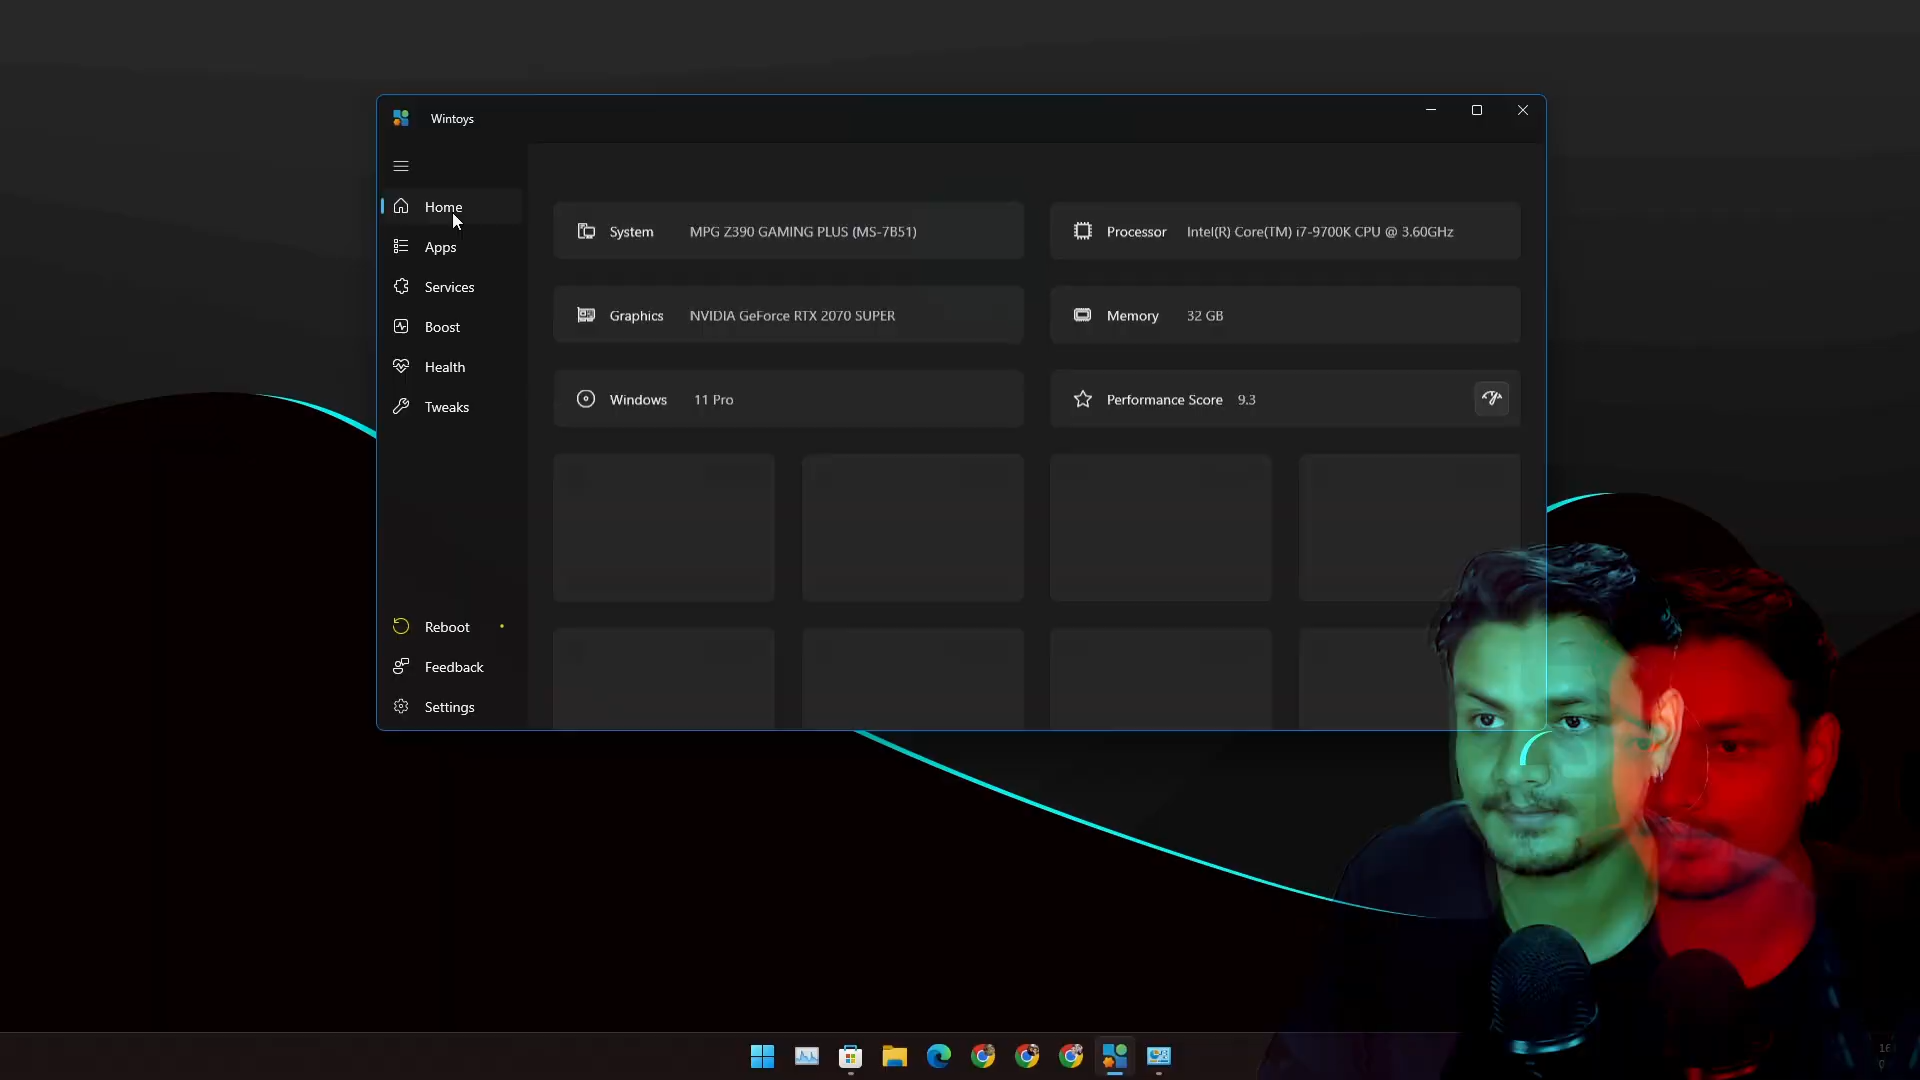 Wintoys
Home
Apps
Services
Boost
Health
Tweaks
Reboot
Feedback
Settings
System MPG Z390 GAMING PLUS (MS-7B51)
Processor Intel(R) Core(TM) i7-9700K CPU @ 3.60GHz
Graphics NVIDIA GeForce RTX 2070 SUPER
Memory 32 GB
Windows 11 Pro
Performance Score 9.3